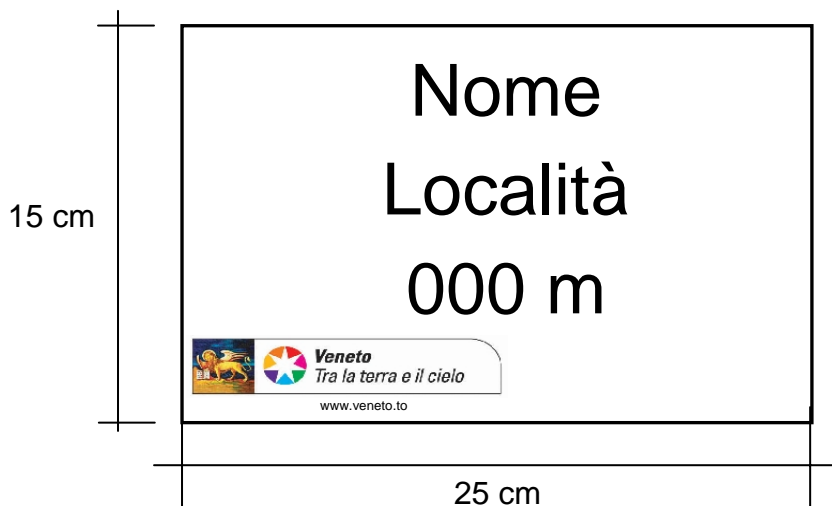 Nome
Località
15 cm
000 m
Veneto
Tra la terra e il cielo
www.veneto.to
25 cm